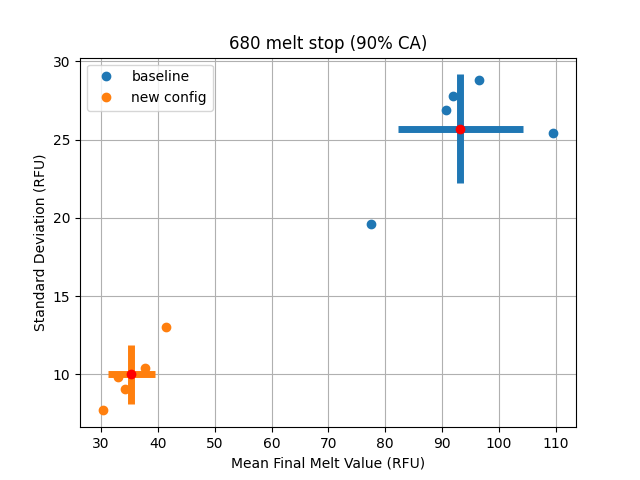 680 melt stop (90% CA)
baseline
new config
Standard Deviation (RFU)
30
25
20
15
10
30 40 50 60 70 80 90 100 110
Mean Final Melt Value (RFU)